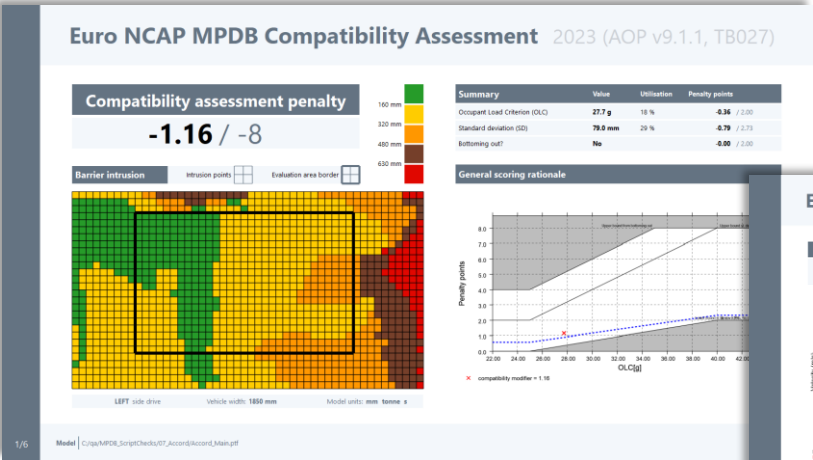 Euro NCAP MPDB Compatibility Assessment 2023 (AOP v9.1.1, TB027)
Compatibility assessment penalty
-1.16 / -8
160 mm
320 mm
480 mm
630 mm
Barrier intrusion Intrusion points Evaluation area border
LEFT side drive Vehicle width: 1850 mm Model units: mm tonne s
Summary Value Utilisation Penalty points
Occupant Load Criterion (OLC) 27.7 g 18 % -0.36 / 2.00
Standard deviation (SD) 79.0 mm 29 % -0.79 / 2.73
Bottoming out? No -0.00 / 2.00
General scoring rationale
Penalty points
8.0
7.0
6.0
5.0
4.0
3.0
2.0
1.0
0.0
22.00 24.00 26.00 28.00 30.00 32.00 34.00 36.00 38.00 40.00 42.00
OLC[g]
× compatibility modifier = 1.16
1/6 Model C:/qa/MPDB_ScriptChecks/07_Accord/Accord_Main.ptf
E